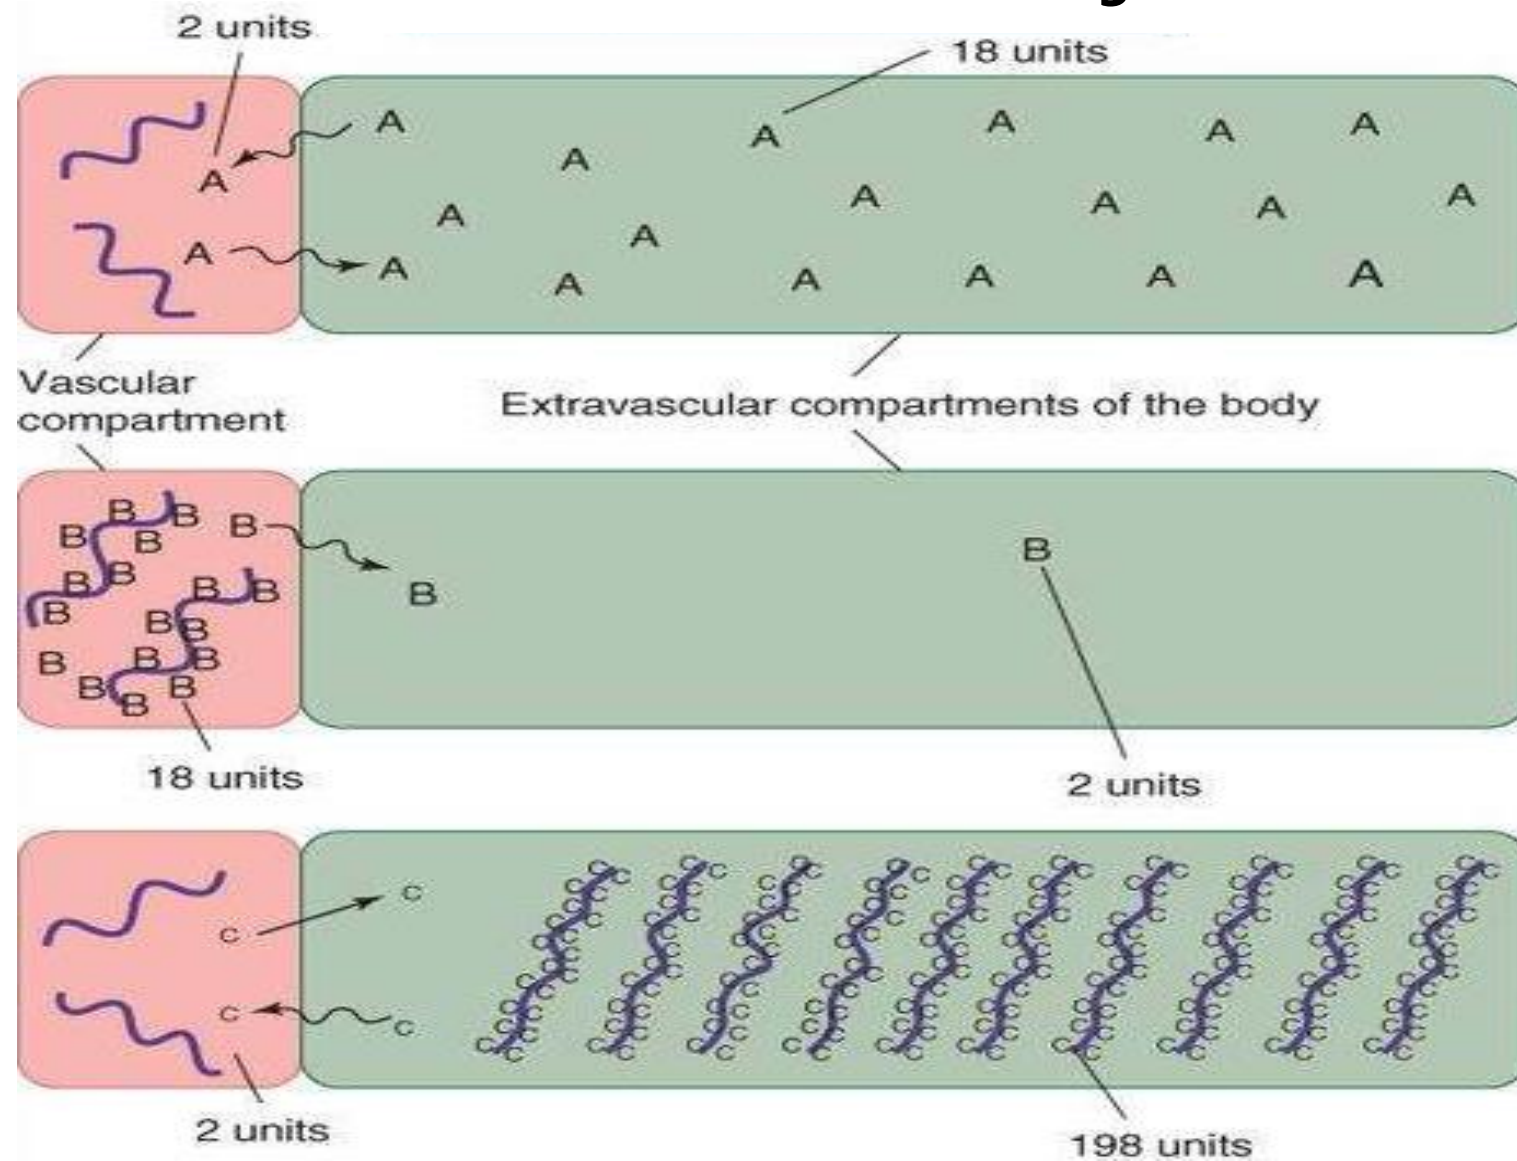 2 units
18 units
A A A A A A
A A A A A A
A A A A
A A A A A A A A
Vascular
compartment
Extravascular compartments of the body
B B B B
B B
B B B B B
B B B B
B B B
B B B
B
18 units
2 units
c c
c c
2 units
198 units